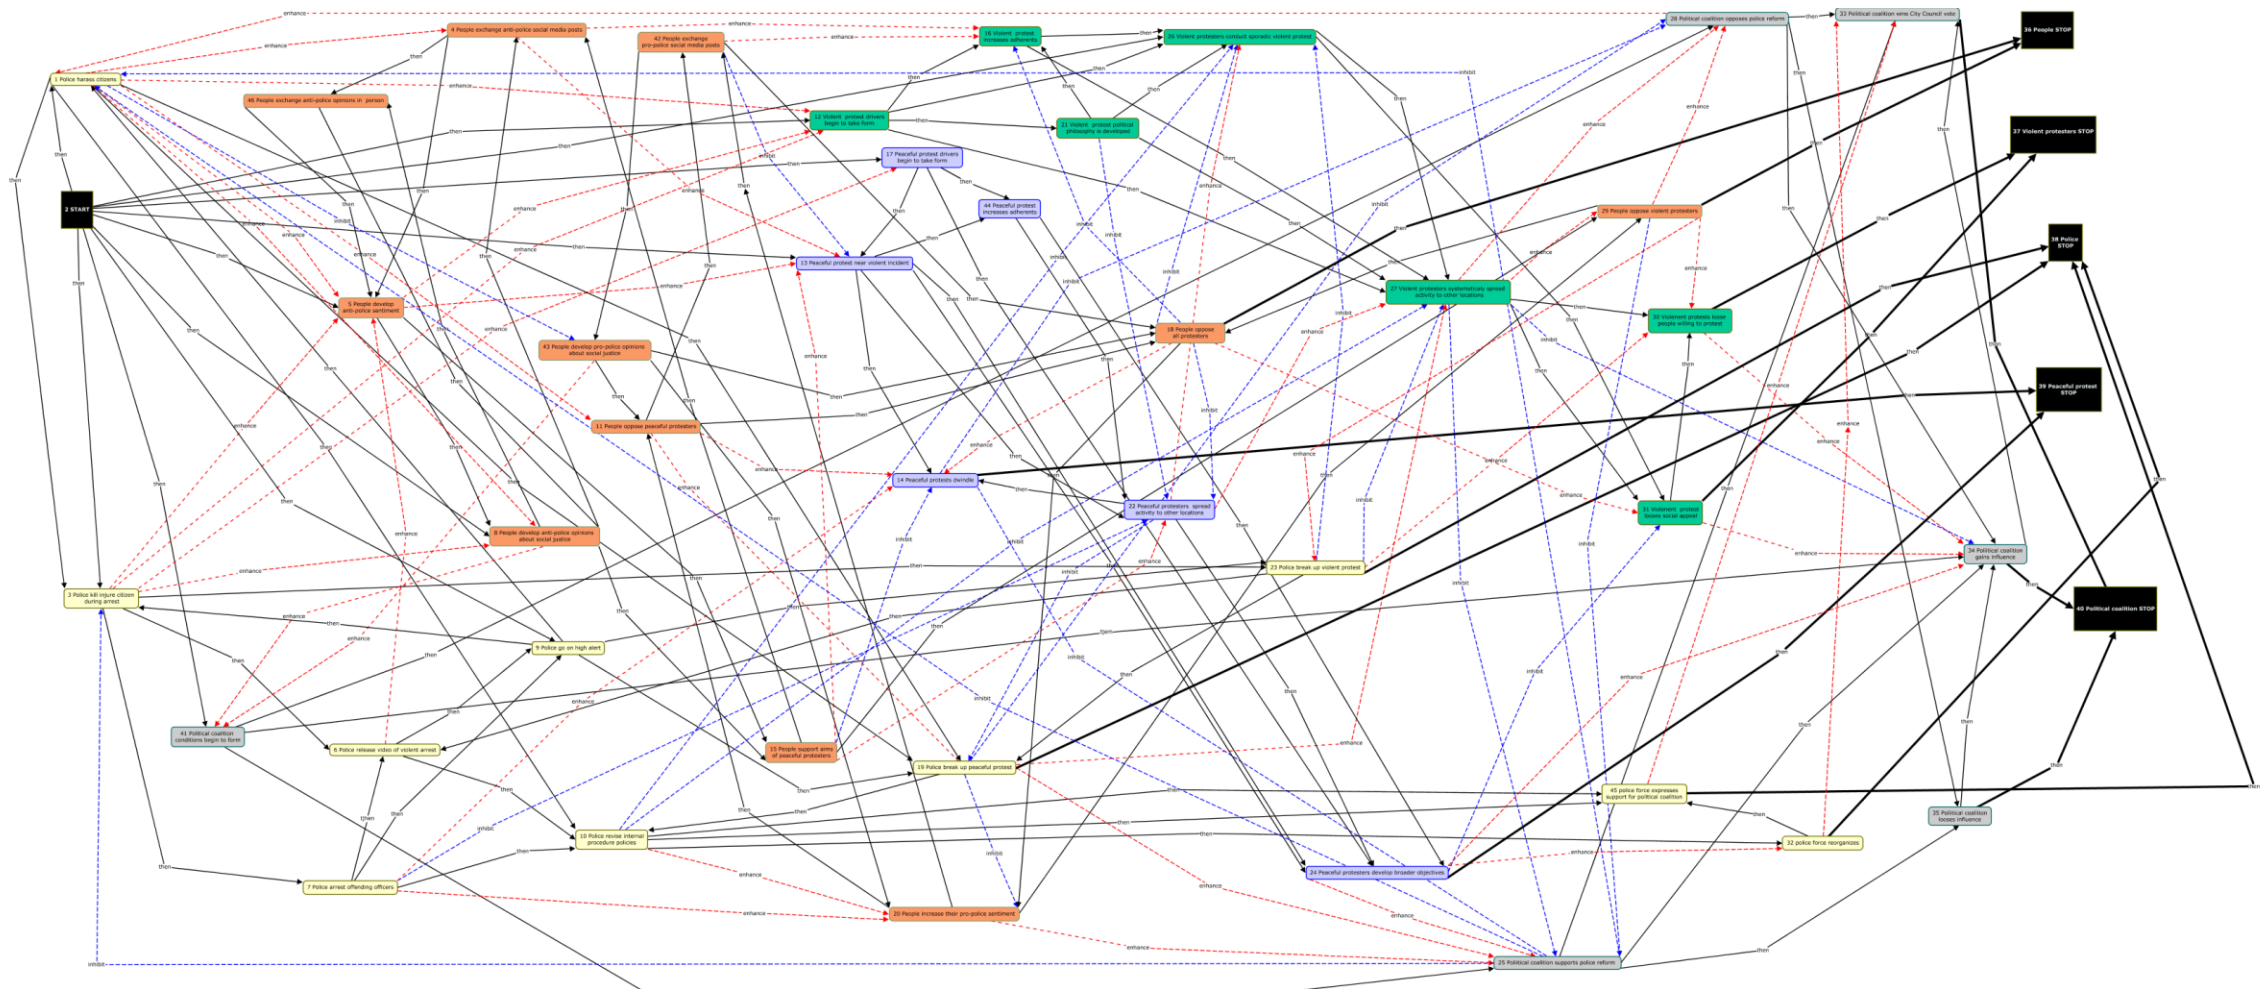 4 People exchange anti-police social media posts
42 People exchange
pro-police social media posts
16 Violent  protest
increases adherents
26 Violent protesters conduct sporadic violent protest
28 Political coalition opposes police reform
33 Political coalition wins City Council vote
36 People STOP
1 Police harass citizens
46 People exchange anti-police opinions in  person
12 Violent  protest drivers
begin to take form
21 Violent  protest political
philosophy is developed
37 Violent protesters STOP
17 Peaceful protest drivers
begin to take form
2 START
44 Peaceful protest
increases adherents
29 People oppose violent protesters
38 Police
STOP
13 Peaceful protest near violent incident
27 Violent protesters systematicaly spread
activity to other locations
5 People develop
anti-police sentiment
18 People oppose
all protesters
30 Violenent protests loose
people willing to protest
43 People develop pro-police opinions
about social justice
39 Peaceful protest
STOP
11 People oppose peaceful protesters
14 Peaceful protests dwindle
22 Peaceful protesters  spread
activity to other locations
31 Violenent  protest
looses social appeal
8 People develop anti-police opinions
about social justice
34 Political coalition
gains influence
23 Police break up violent protest
3 Police kill injure citizen
during arrest
40 Political coalition STOP
9 Police go on high alert
41 Political coalition
conditions begin to form
6 Police release video of violent arrest
15 People support aims
of peaceful protesters
19 Police break up peaceful protest
45 police force expresses
support for political coalition
35 Political coalition
looses influence
10 Police revise internal
procedure policies
32 police force reorganizes
24 Peaceful protesters develop broader objectives
7 Police arrest offending officers
20 People increase their pro-police sentiment
25 Political coalition supports police reform
then
enhance
inhibit